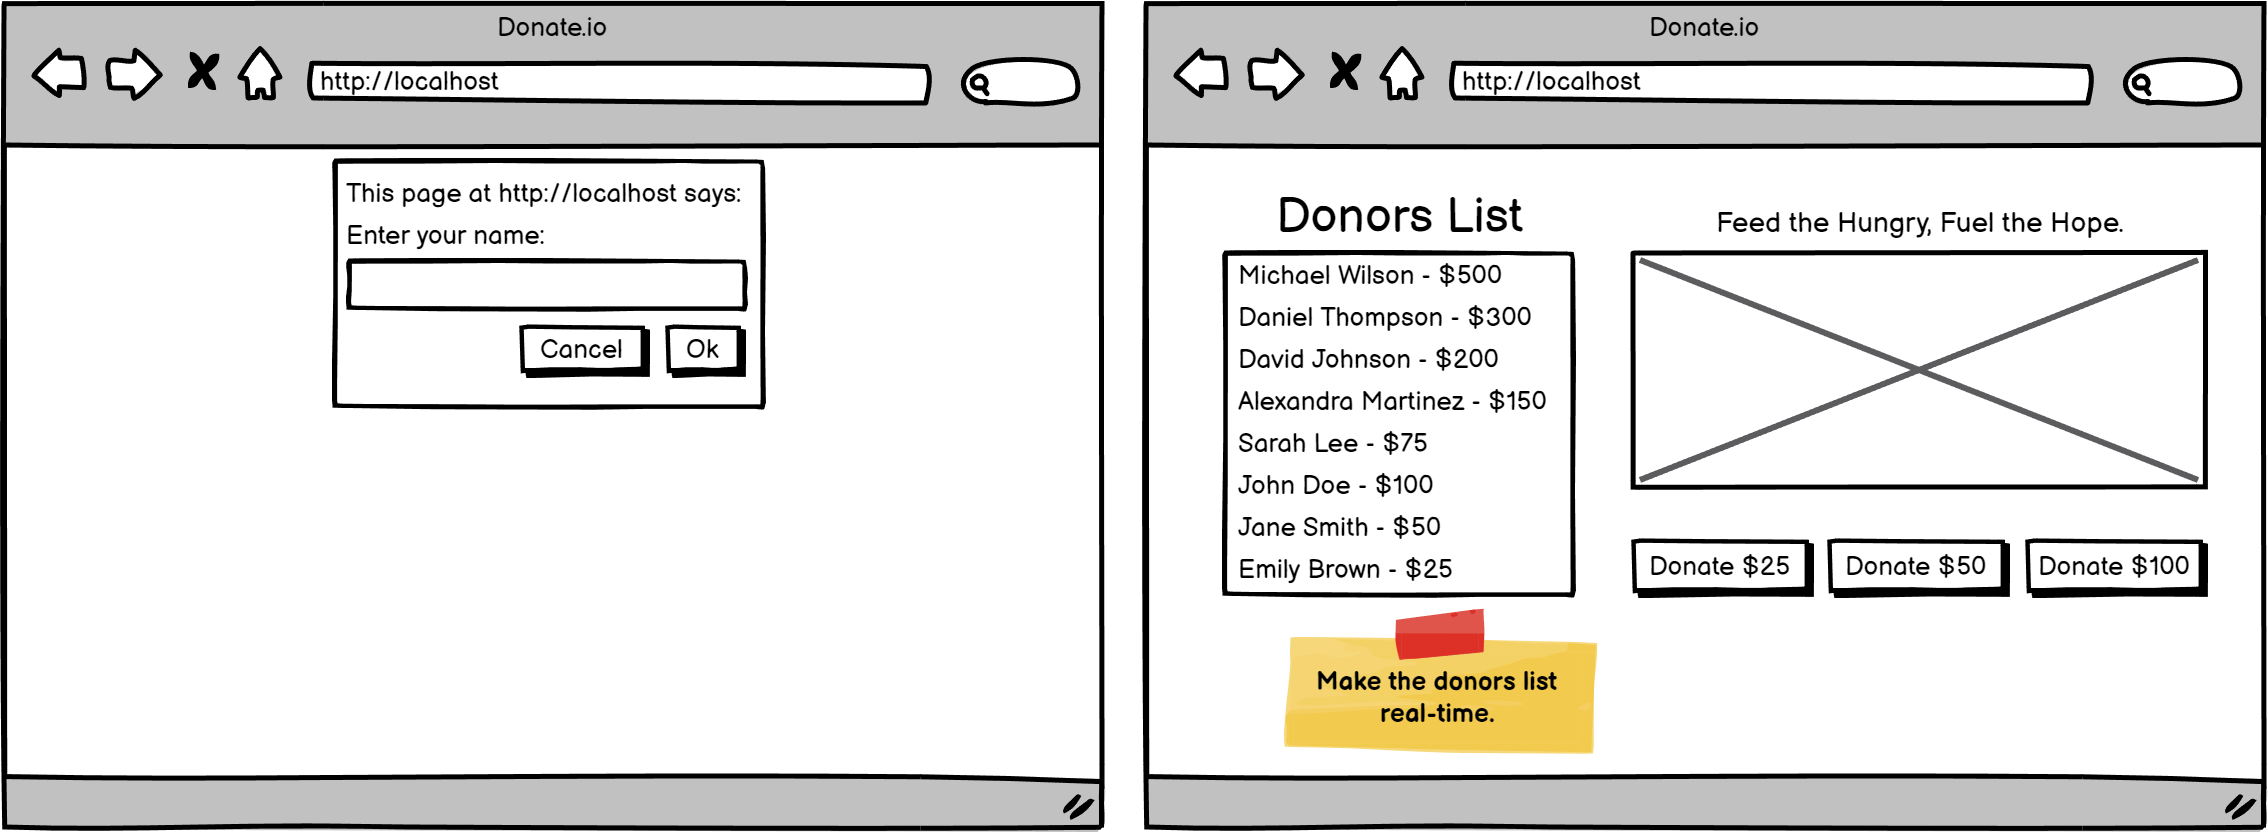 Donate.io
http://localhost
This page at http://localhost says:
Enter your name:
Cancel
Ok
Donate.io
http://localhost
Donors List
Michael Wilson - $500
Daniel Thompson - $300
David Johnson - $200
Alexandra Martinez - $150
Sarah Lee - $75
John Doe - $100
Jane Smith - $50
Emily Brown - $25
Make the donors list
real-time.
Feed the Hungry, Fuel the Hope.
Donate $25
Donate $50
Donate $100